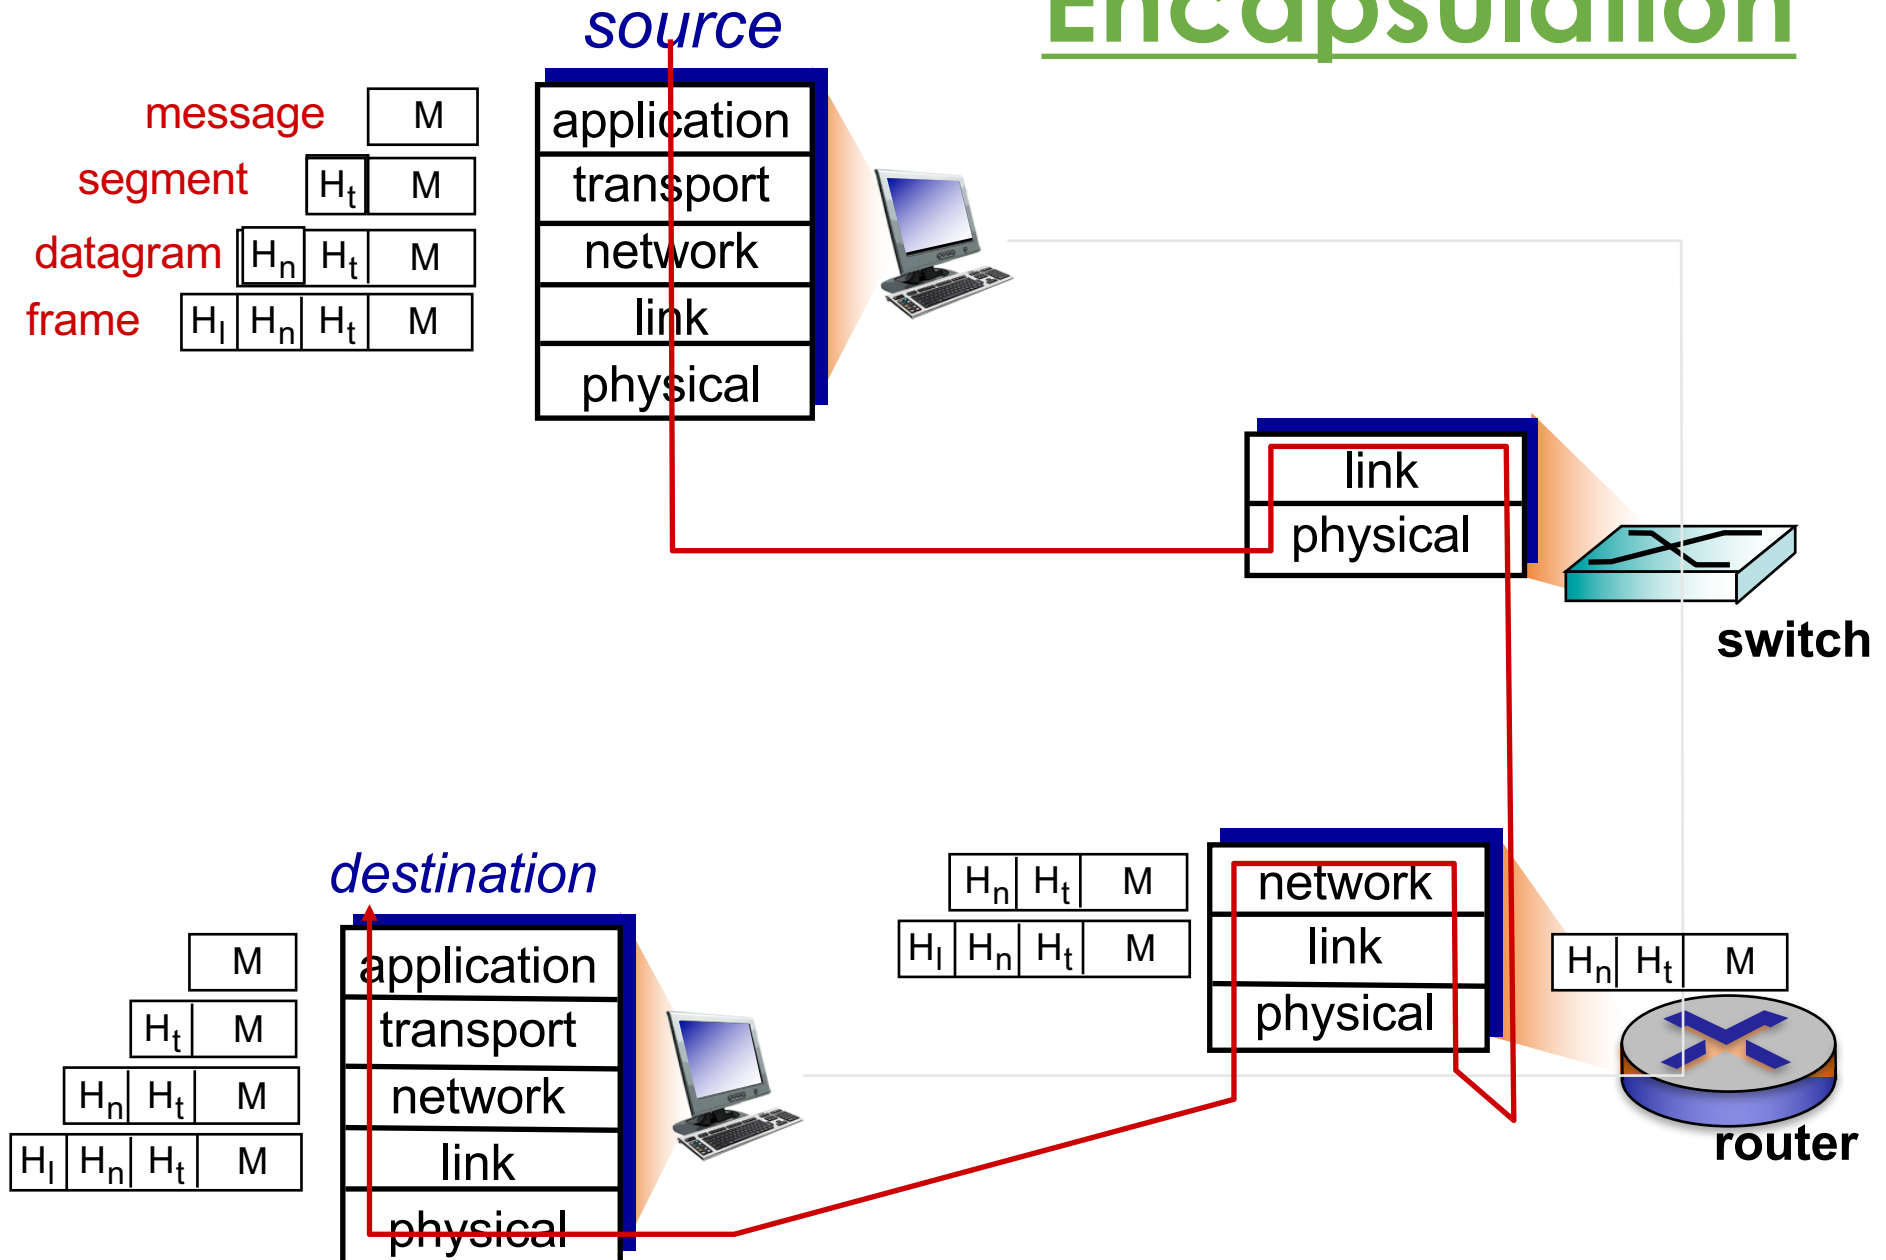 Encapsulation
source
message M
segment Ht M
datagram Hn Ht M
frame Hl Hn Ht M
application
transport
network
link
physical
link
physical
switch
Hn Ht M
Hl Hn Ht M
network
link
physical
Hn Ht M
router
destination
M
Ht M
Hn Ht M
Hl Hn Ht M
application
transport
network
link
physical